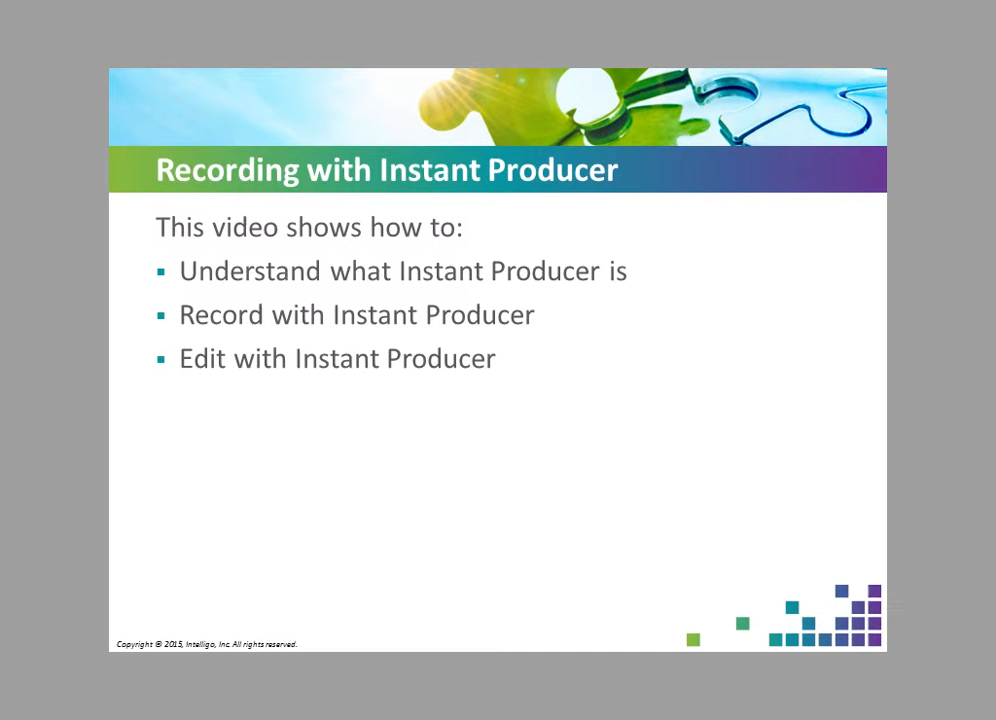 Recording with Instant Producer
This video shows how to:
Understand what Instant Producer is
Record with Instant Producer
Edit with Instant Producer
Copyright © 2015, Intelligo, Inc. All rights reserved.